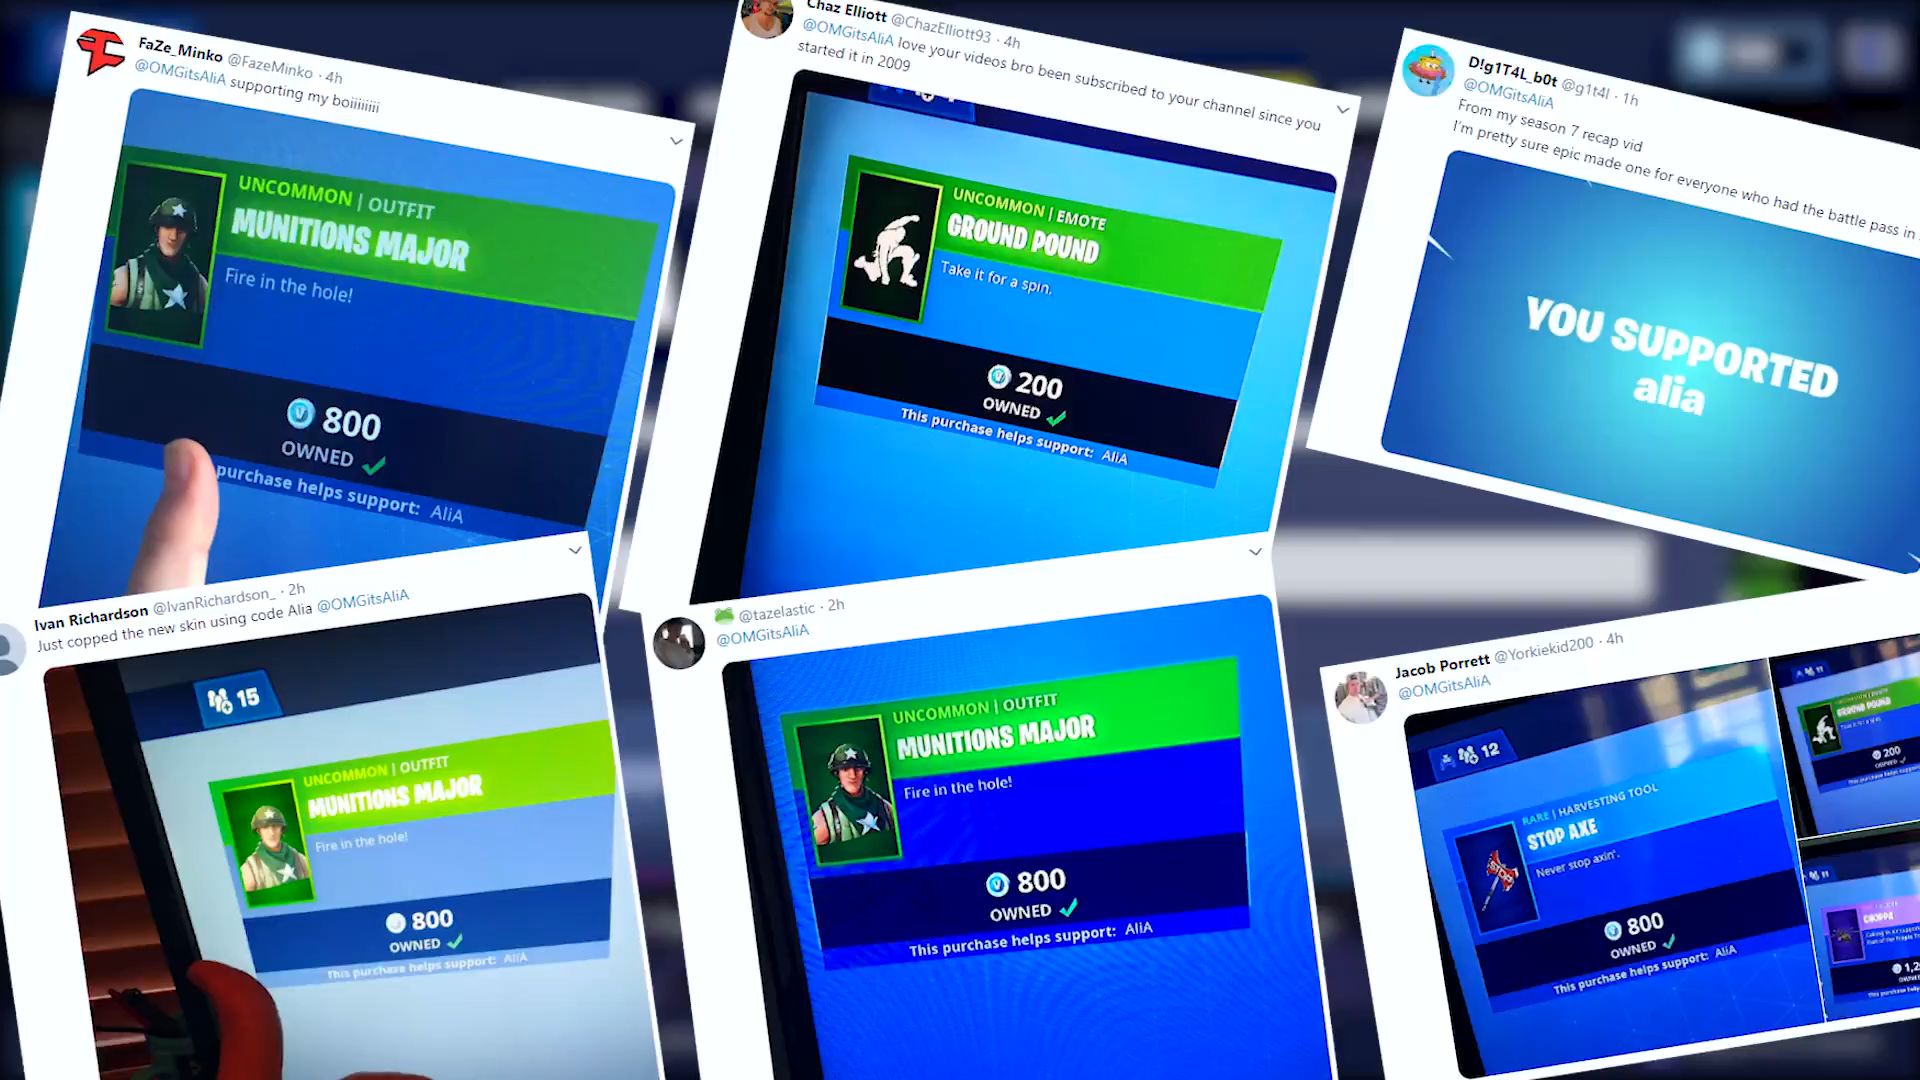 FaZe_Minko @FazeMinko · 4h
@OMGitsAliA supporting my boiiiiiiii
UNCOMMON | OUTFIT
MUNITIONS MAJOR
Fire in the hole!
800
OWNED
purchase helps support: AliA
Chaz Elliott @ChazElliott93 · 4h
@OMGitsAliA love your videos bro been subscribed to your channel since you
started it in 2009
UNCOMMON | EMOTE
GROUND POUND
Take it for a spin.
200
OWNED
This purchase helps support: AliA
D!g1T4L_b0t @g1t4l · 1h
@OMGitsAliA
From my season 7 recap vid
I'm pretty sure epic made one for everyone who had the battle pass in
YOU SUPPORTED
alia
Ivan Richardson @IvanRichardson_ · 2h
Just copped the new skin using code Alia @OMGitsAliA
15
UNCOMMON | OUTFIT
MUNITIONS MAJOR
Fire in the hole!
800
OWNED
This purchase helps support: AliA
@tazelastic · 2h
@OMGitsAliA
UNCOMMON | OUTFIT
MUNITIONS MAJOR
Fire in the hole!
800
OWNED
This purchase helps support: AliA
Jacob Porrett @Yorkiekid200 · 4h
@OMGitsAliA
12
RARE | HARVESTING TOOL
STOP AXE
Never stop axin'.
800
OWNED
This purchase helps support: AliA
11
GROUND POUND
200
OWNED
11
CHOPPA